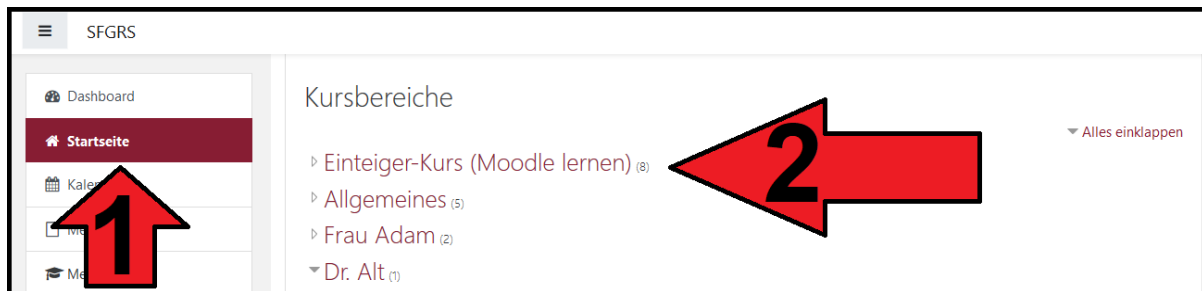 SFGRS
Dashboard
Startseite
1
Kursbereiche
Alles einklappen
Einteiger-Kurs (Moodle lernen) (8)
2
Allgemeines (5)
Frau Adam (2)
Dr. Alt (1)